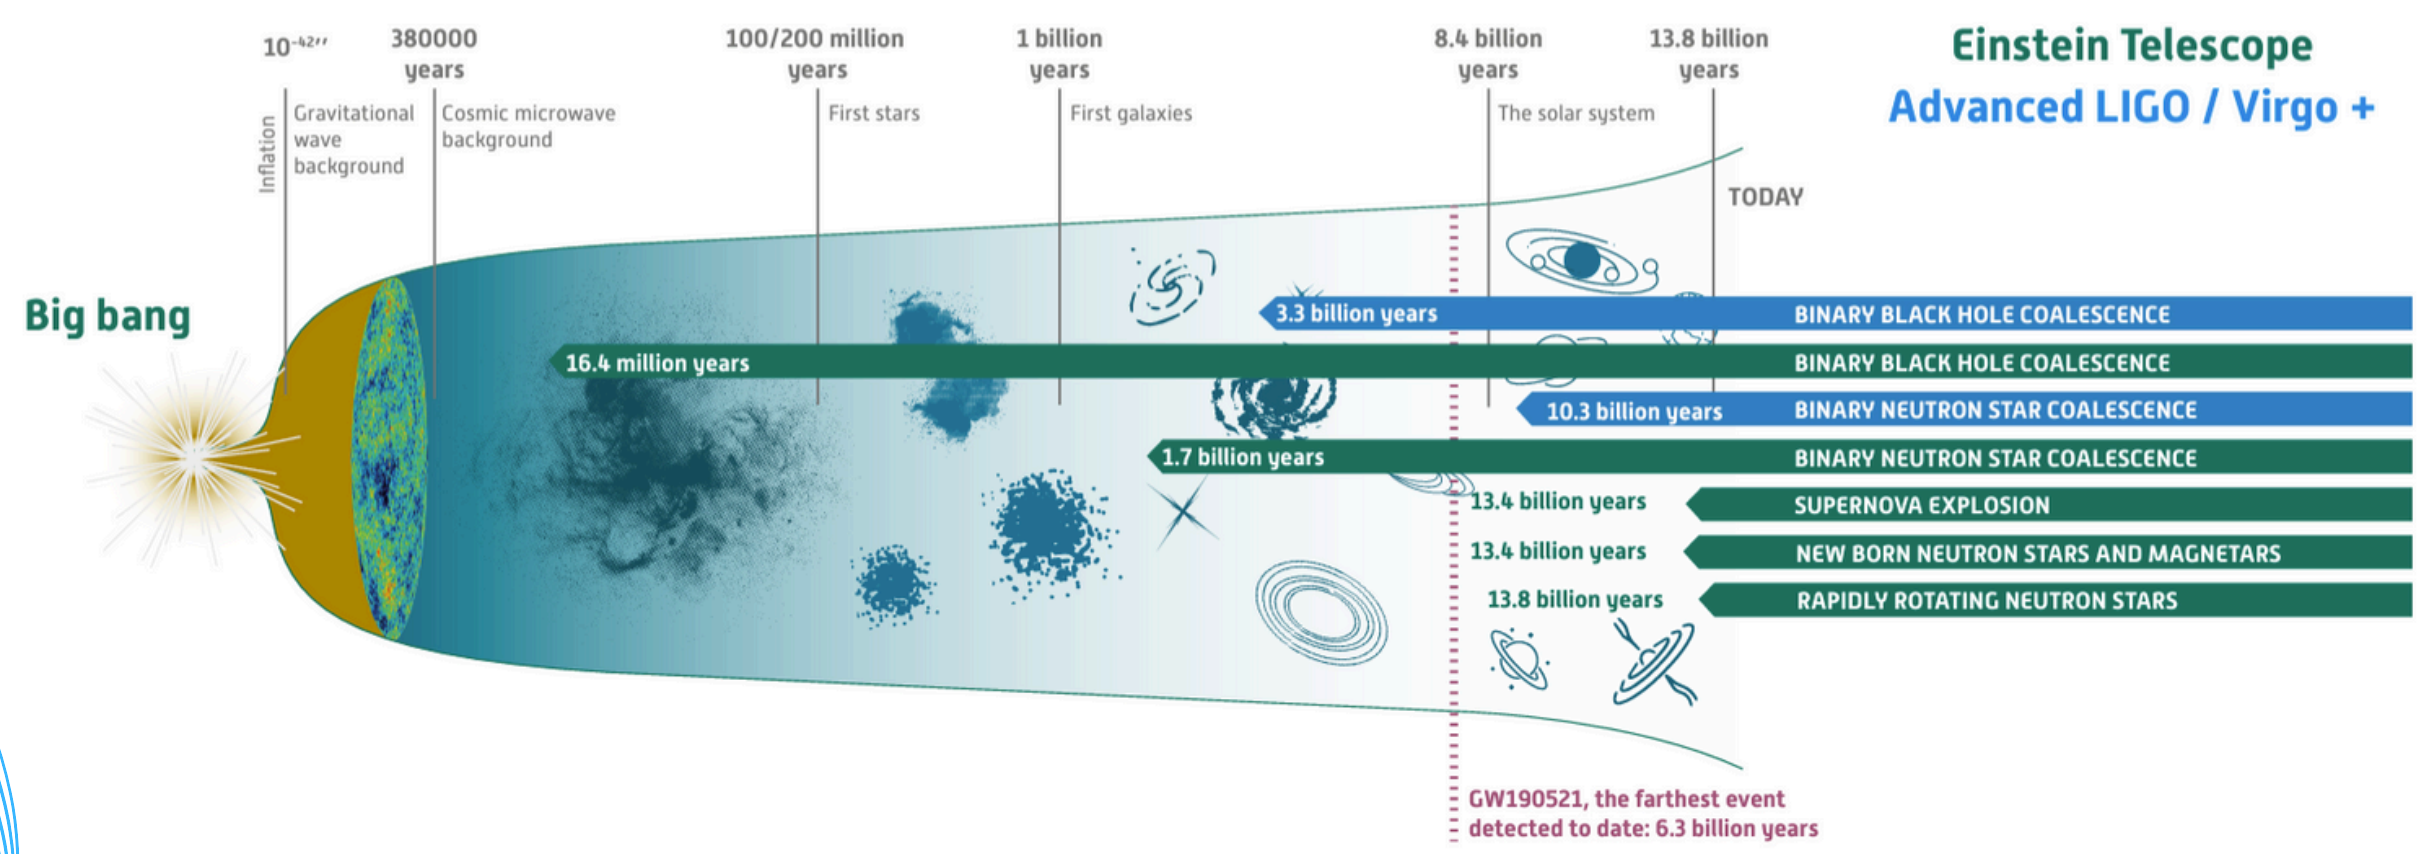 10⁻⁴²″
380000
years
100/200 million
years
1 billion
years
8.4 billion
years
13.8 billion
years
Einstein Telescope
Advanced LIGO / Virgo +
Inflation
Gravitational
wave
background
Cosmic microwave
background
First stars
First galaxies
The solar system
TODAY
Big bang
3.3 billion years BINARY BLACK HOLE COALESCENCE
16.4 million years BINARY BLACK HOLE COALESCENCE
10.3 billion years BINARY NEUTRON STAR COALESCENCE
1.7 billion years BINARY NEUTRON STAR COALESCENCE
13.4 billion years SUPERNOVA EXPLOSION
13.4 billion years NEW BORN NEUTRON STARS AND MAGNETARS
13.8 billion years RAPIDLY ROTATING NEUTRON STARS
GW190521, the farthest event
detected to date: 6.3 billion years